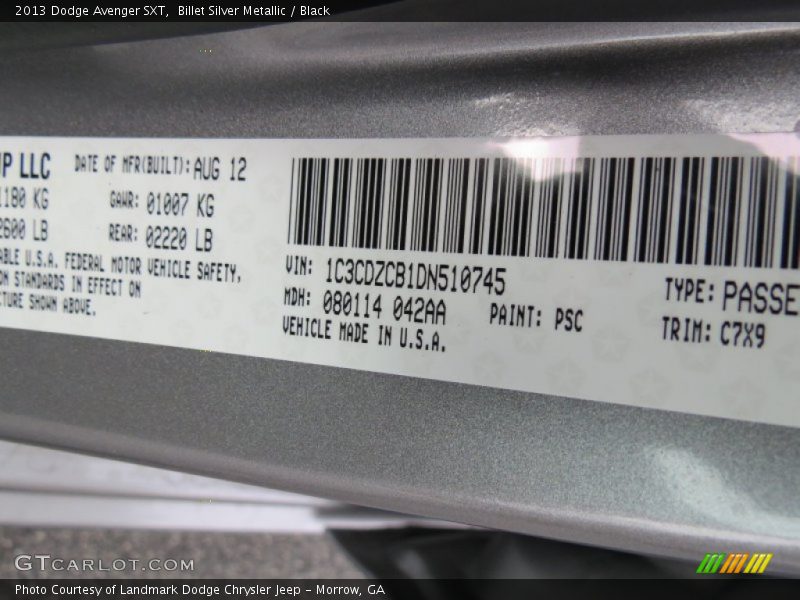 2013 Dodge Avenger SXT,  Billet Silver Metallic / Black
UP LLC DATE OF MFR(BUILT): AUG 12
1180 KG GAWR: 01007 KG
2600 LB REAR: 02220 LB
ABLE U.S.A. FEDERAL MOTOR VEHICLE SAFETY,
ON STANDARDS IN EFFECT ON
CTURE SHOWN ABOVE.
VIN: 1C3CDZCB1DN510745 TYPE: PASSE
MDH: 080114 042AA PAINT: PSC TRIM: C7X9
VEHICLE MADE IN U.S.A.
GTCARLOT.COM
Photo Courtesy of Landmark Dodge Chrysler Jeep – Morrow, GA